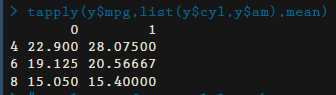 > tapply(y$mpg,list(y$cyl,y$am),mean)
0 1
4 22.900 28.07500
6 19.125 20.56667
8 15.050 15.40000